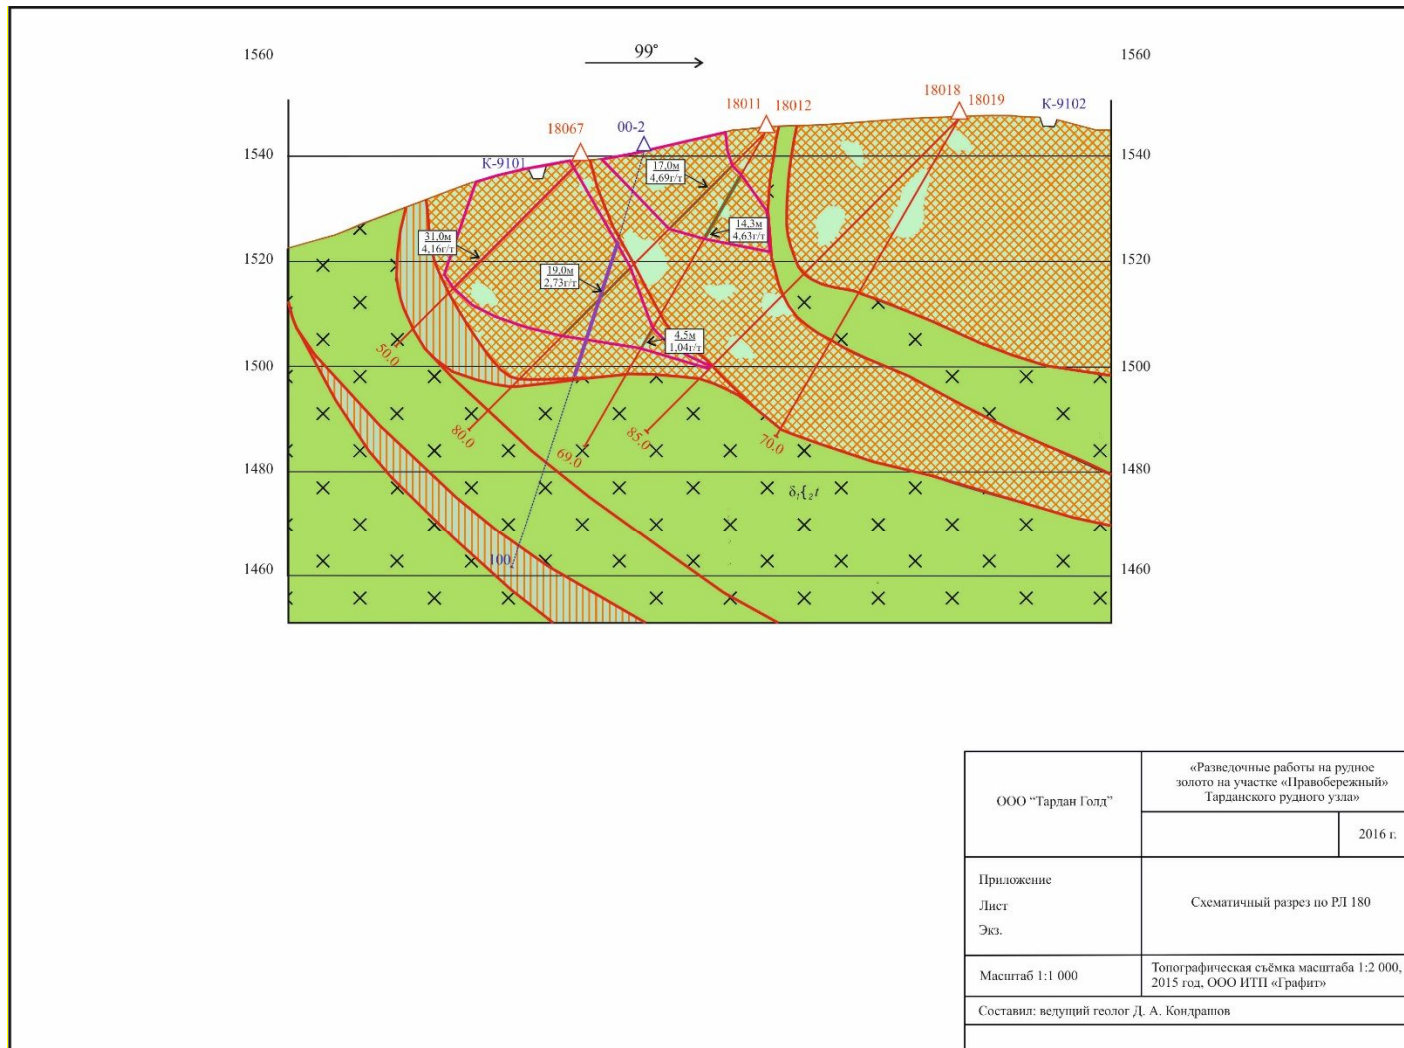 1560
99°
1560
18018
18019
К-9102
18011
18012
00-2
18067
1540
1540
К-9101
17,0м
4,69г/т
14,3м
4,63г/т
31,0м
4,16г/т
1520
1520
19,0м
2,73г/т
4,5м
1,04г/т
50.0
1500
1500
80.0
69.0
85.0
70.0
1480
1480
δ₁{₂t
100
1460
1460
ООО “Тардан Голд”
«Разведочные работы на рудное
золото на участке «Правобережный»
Тарданского рудного узла»
2016 г.
Приложение
Лист
Экз.
Схематичный разрез по РЛ 180
Масштаб 1:1 000
Топографическая съёмка масштаба 1:2 000,
2015 год, ООО ИТП «Графит»
Составил: ведущий геолог Д. А. Кондрашов